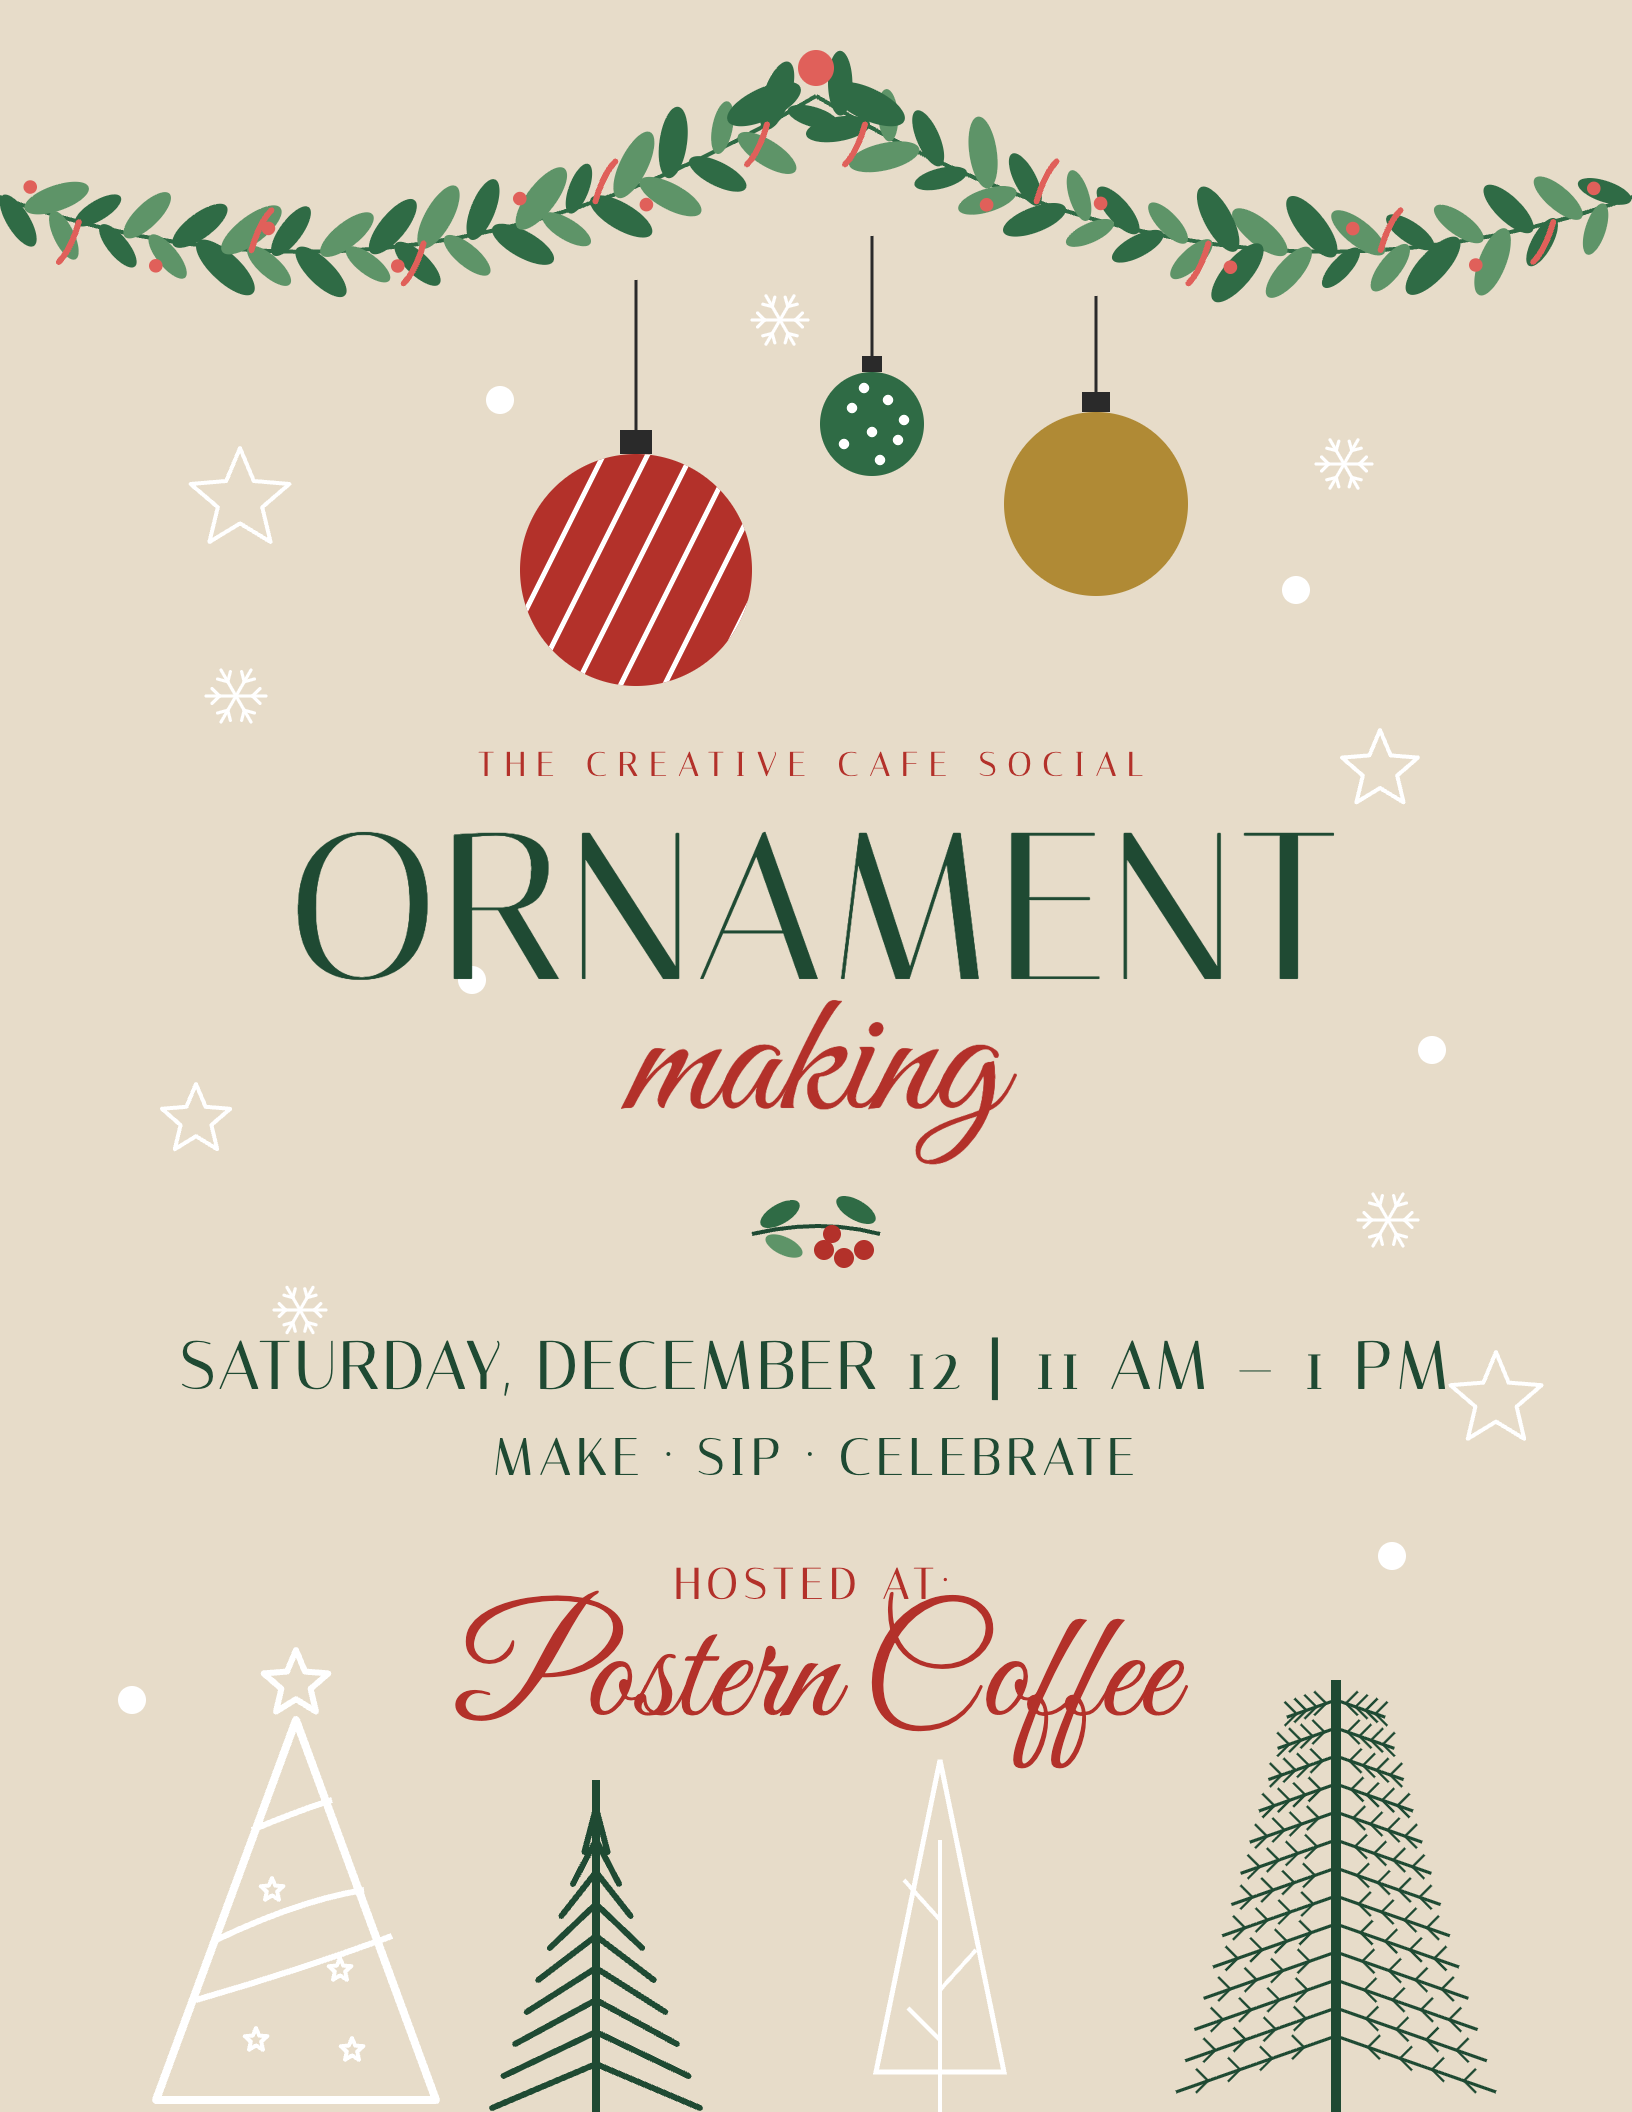 THE CREATIVE CAFE SOCIAL
ORNAMENT
making
SATURDAY, DECEMBER 12 | 11 AM – 1 PM
MAKE · SIP · CELEBRATE
HOSTED AT:
Postern Coffee